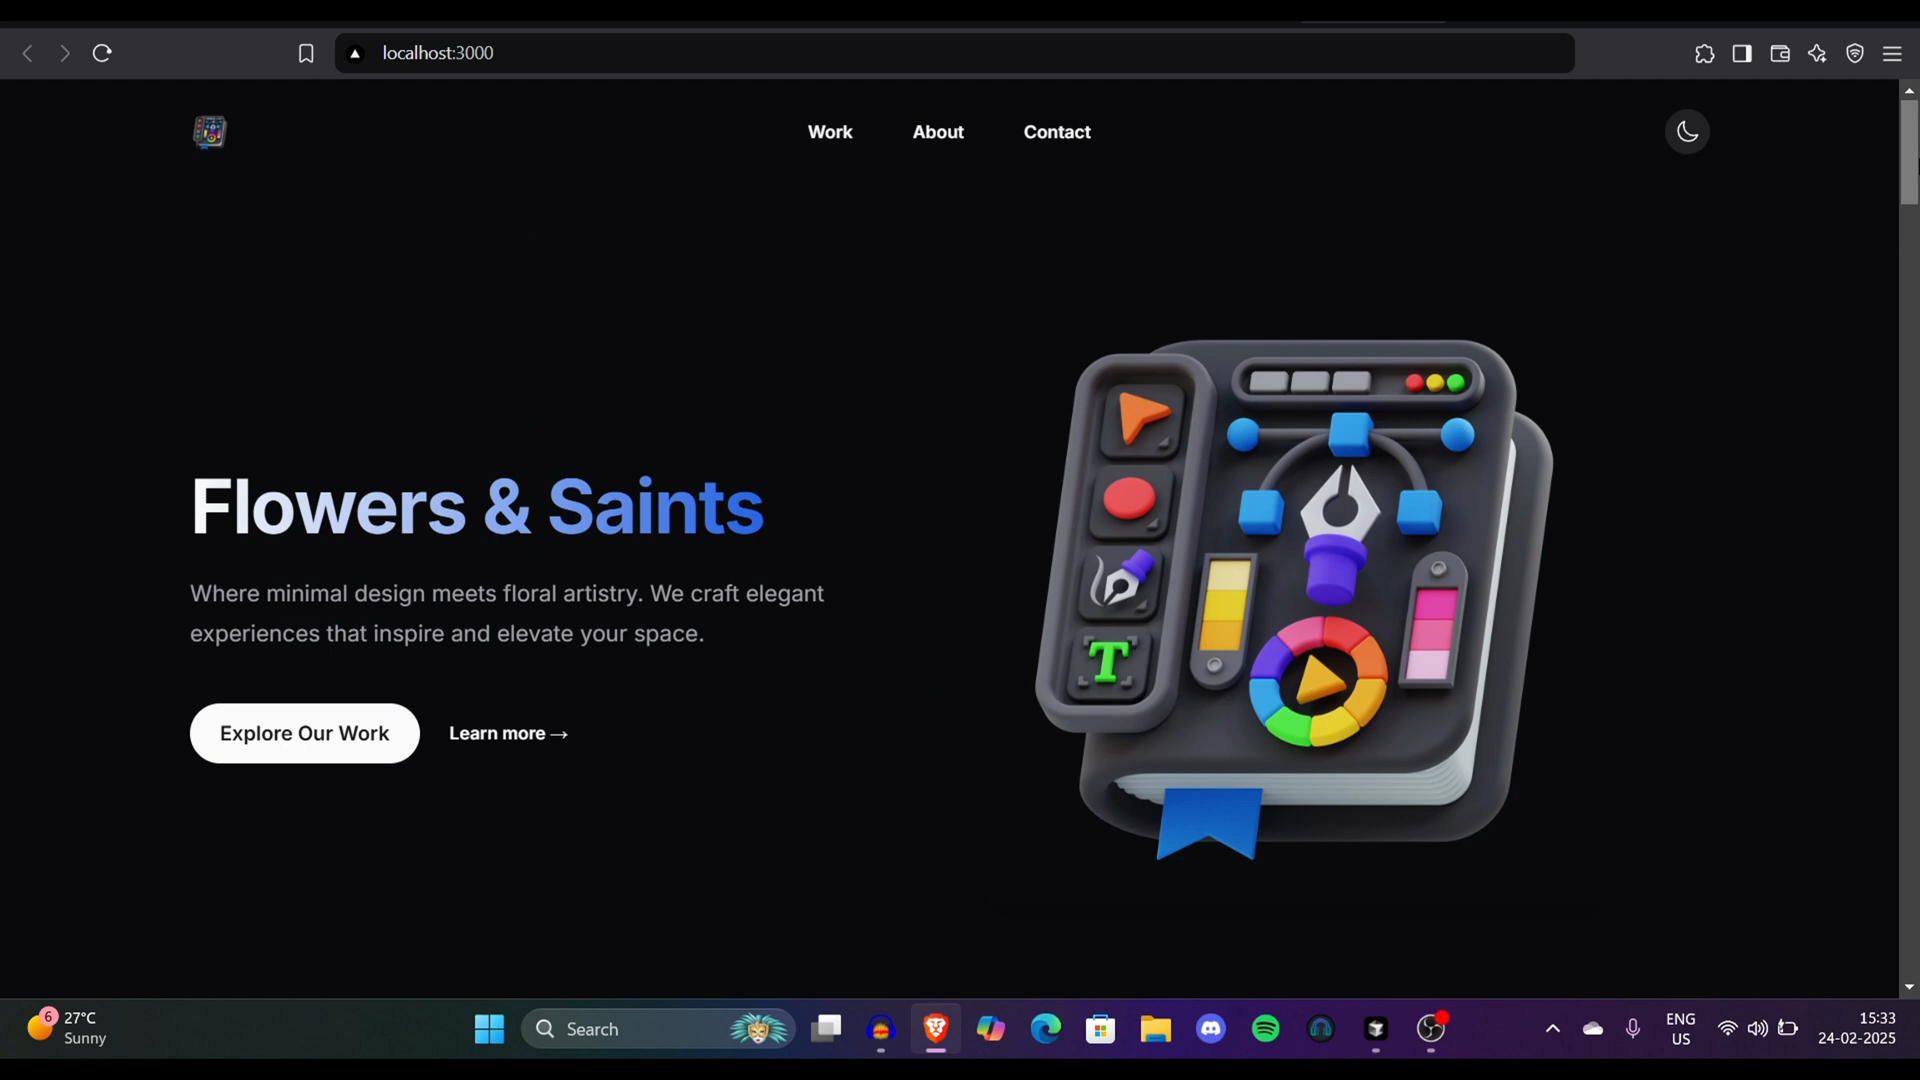 localhost:3000
Work
About
Contact
Flowers & Saints
Where minimal design meets floral artistry. We craft elegant
experiences that inspire and elevate your space.
Explore Our Work
Learn more →
T
6
27°C
Sunny
Search
ENG
US
15:33
24-02-2025